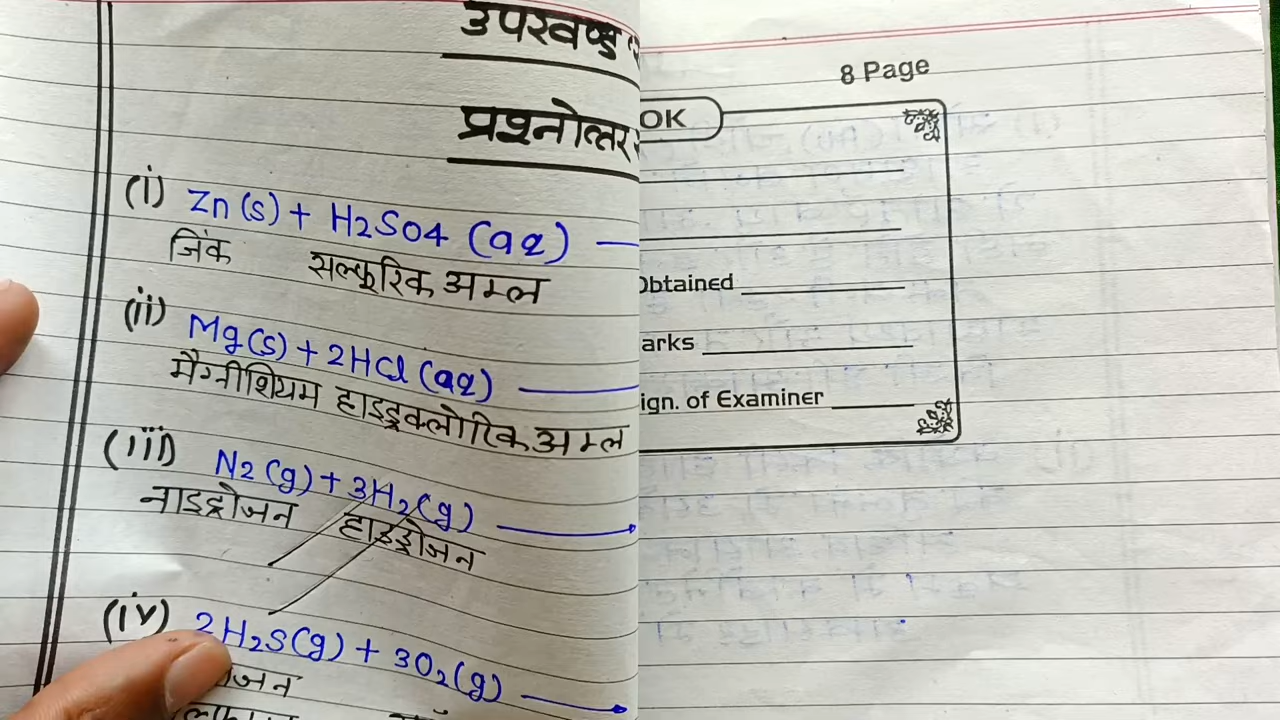 उपखण्ड
प्रश्नोत्तर
(i) Zn(s) + H2SO4 (aq)
जिंक सल्फूरिक अम्ल
(ii) Mg(s) + 2HCl (aq)
मैग्नीशियम हाइड्रक्लोरिक अम्ल
(iii) N2(g) + 3H2(g)
नाइट्रोजन हाइड्रोजन
(iv) 2H2S(g) + 3O2(g)
8 Page
OK
Obtained
arks
ign. of Examiner